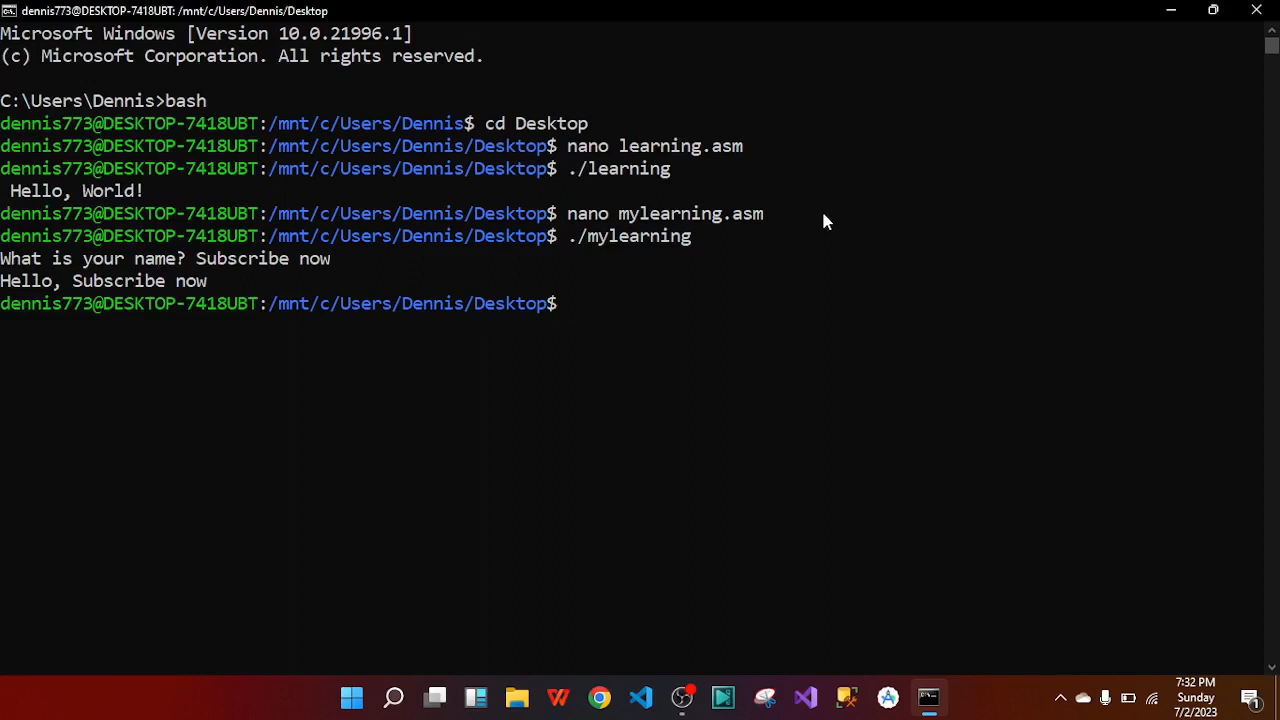 dennis773@DESKTOP-7418UBT: /mnt/c/Users/Dennis/Desktop
Microsoft Windows [Version 10.0.21996.1]
(c) Microsoft Corporation. All rights reserved.
C:\Users\Dennis>bash
dennis773@DESKTOP-7418UBT:/mnt/c/Users/Dennis$ cd Desktop
dennis773@DESKTOP-7418UBT:/mnt/c/Users/Dennis/Desktop$ nano learning.asm
dennis773@DESKTOP-7418UBT:/mnt/c/Users/Dennis/Desktop$ ./learning
Hello, World!
dennis773@DESKTOP-7418UBT:/mnt/c/Users/Dennis/Desktop$ nano mylearning.asm
dennis773@DESKTOP-7418UBT:/mnt/c/Users/Dennis/Desktop$ ./mylearning
What is your name? Subscribe now
Hello, Subscribe now
dennis773@DESKTOP-7418UBT:/mnt/c/Users/Dennis/Desktop$
7:32 PM
Sunday
7/2/2023
1